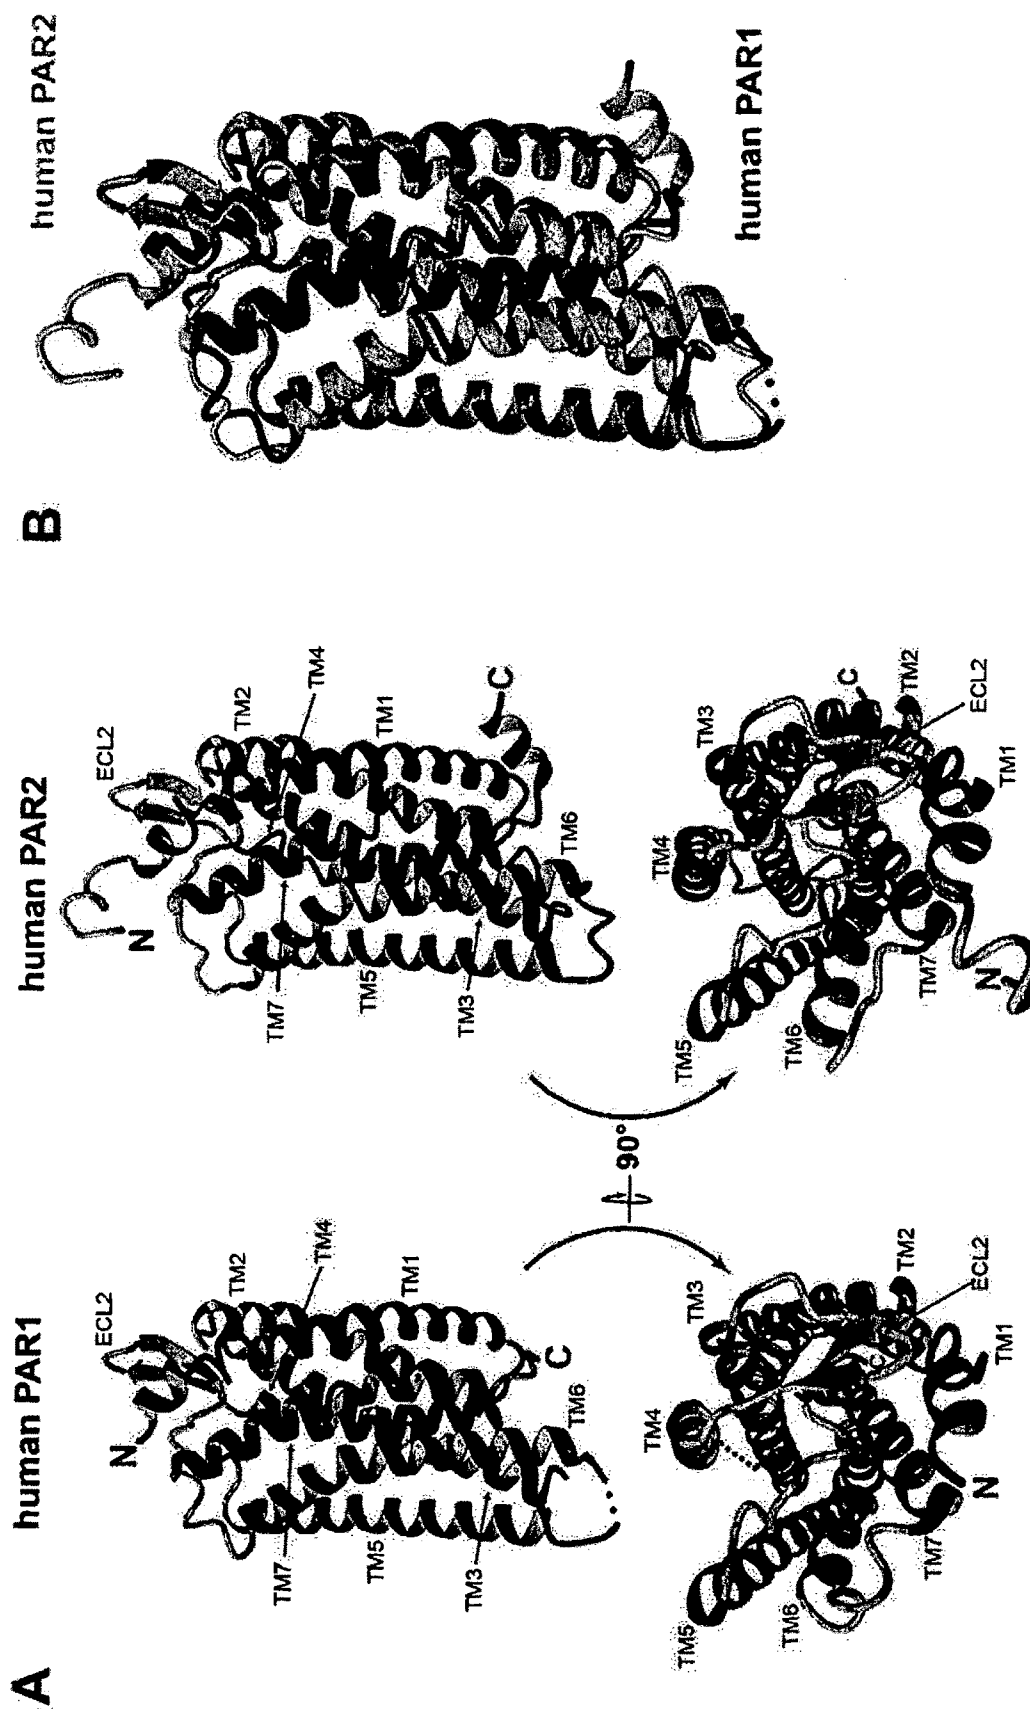 A
human PAR1
human PAR2
ECL2
N
TM2
TM4
TM1
TM7
TM5
TM3
TM6
C
ECL2
N
TM2
TM4
TM1
TM7
TM5
TM3
TM6
C
90°
TM3
TM4
TM2
ECL2
TM5
TM6
TM7
TM1
N
C
TM3
TM4
C
TM2
ECL2
TM5
TM6
TM7
TM1
N
B
human PAR2
human PAR1